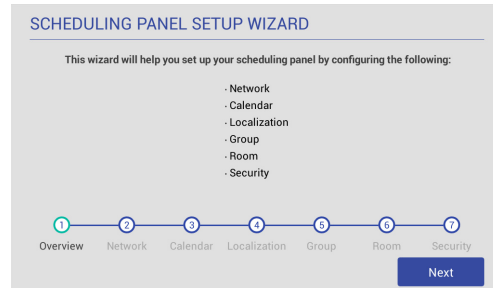 SCHEDULING PANEL SETUP WIZARD
This wizard will help you set up your scheduling panel by configuring the following:
· Network
· Calendar
· Localization
· Group
· Room
· Security
1 2 3 4 5 6 7
Overview Network Calendar Localization Group Room Security
Next